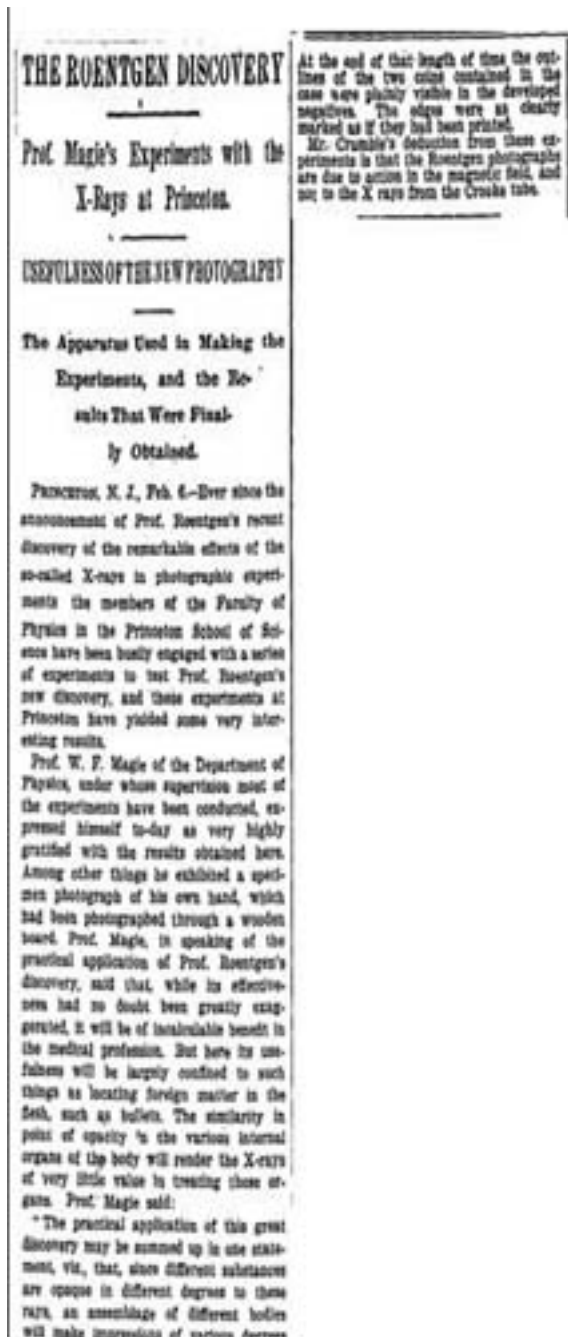 THE ROENTGEN DISCOVERY
Prof. Magie's Experiments with the
X-Rays at Princeton.
USEFULNESS OF THE NEW PHOTOGRAPHY
The Apparatus Used in Making the
Experiments, and the Re-
sults That Were Final-
ly Obtained.
PRINCETON, N. J., Feb. 6.—Ever since the
announcement of Prof. Roentgen's recent
discovery of the remarkable effects of the
so-called X-rays in photographic experi-
ments the members of the Faculty of
Physics in the Princeton School of Sci-
ence have been busily engaged with a series
of experiments to test Prof. Roentgen's
new discovery, and these experiments at
Princeton have yielded some very inter-
esting results.
Prof. W. F. Magie of the Department of
Physics, under whose supervision most of
the experiments have been conducted, ex-
pressed himself to-day as very highly
gratified with the results obtained here.
Among other things he exhibited a speci-
men photograph of his own hand, which
had been photographed through a wooden
board. Prof. Magie, in speaking of the
practical application of Prof. Roentgen's
discovery, said that, while its effective-
ness had no doubt been greatly exag-
gerated, it will be of incalculable benefit in
the medical profession. But here its use-
fulness will be largely confined to such
things as locating foreign matter in the
flesh, such as bullets. The similarity in
point of opacity in the various internal
organs of the body will render the X-rays
of very little value in treating those or-
gans. Prof. Magie said:
"The practical application of this great
discovery may be summed up in one state-
ment, viz., that, since different substances
are opaque in different degrees to these
rays, an assemblage of different bodies
will make impressions of various degrees
At the end of that length of time the out-
lines of the two coins contained in the
case were plainly visible in the developed
negatives. The edges were as clearly
marked as if they had been printed.
Mr. Crumbie's deduction from these ex-
periments is that the Roentgen photographs
are due to action in the magnetic field, and
not to the X rays from the Crooks tube.